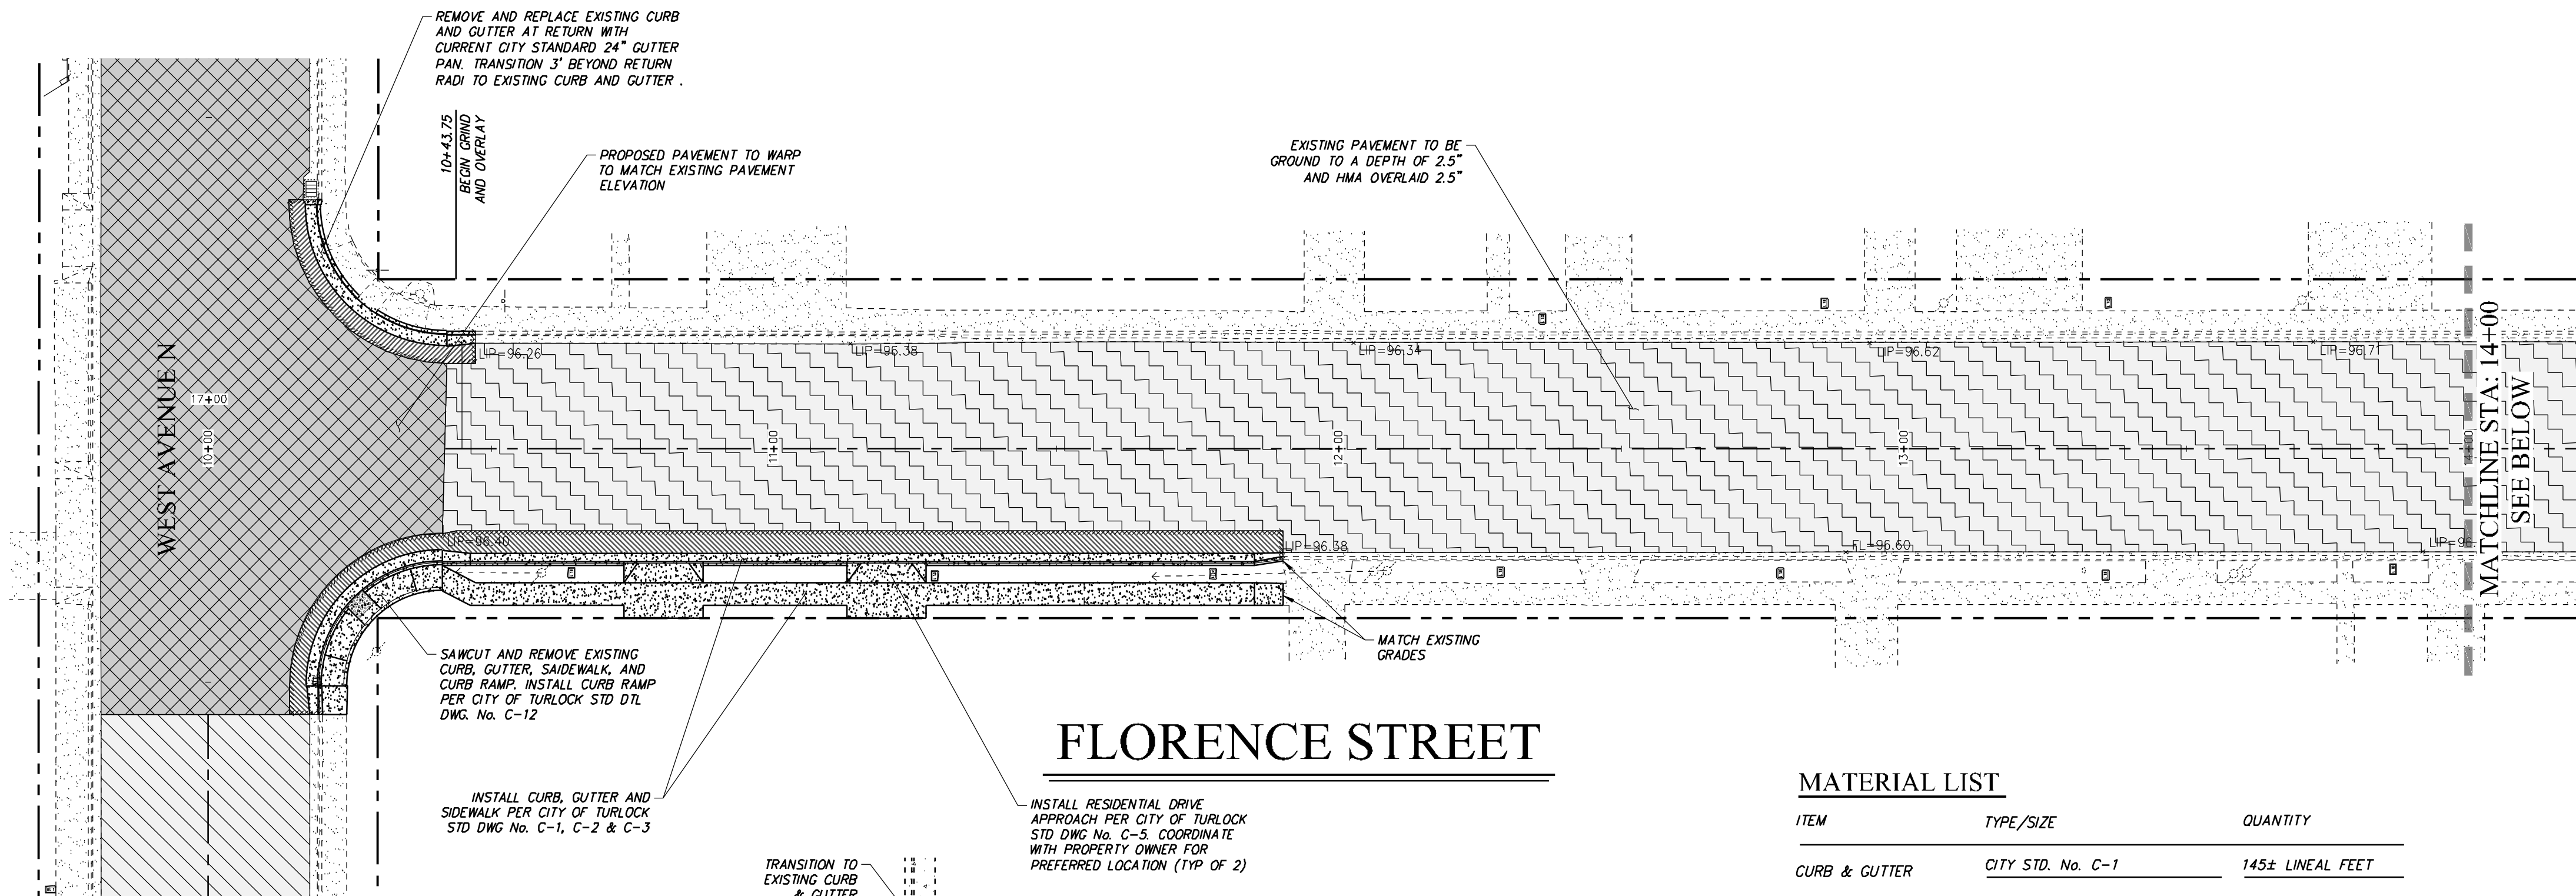 REMOVE AND REPLACE EXISTING CURB
AND GUTTER AT RETURN WITH
CURRENT CITY STANDARD 24" GUTTER
PAN. TRANSITION 3' BEYOND RETURN
RADI TO EXISTING CURB AND GUTTER .
10+43.75
BEGIN GRIND
AND OVERLAY
PROPOSED PAVEMENT TO WARP
TO MATCH EXISTING PAVEMENT
ELEVATION
EXISTING PAVEMENT TO BE
GROUND TO A DEPTH OF 2.5"
AND HMA OVERLAID 2.5"
LIP=96.26
LIP=96.38
LIP=96.34
LIP=96.62
LIP=96.71
WEST AVENUE N
17+00
10+00
11+00
12+00
13+00
14+00
MATCHLINE STA: 14+00
SEE BELOW
LIP=96.40
LIP=96.38
FL=96.60
LIP=96.
SAWCUT AND REMOVE EXISTING
CURB, GUTTER, SAIDEWALK, AND
CURB RAMP. INSTALL CURB RAMP
PER CITY OF TURLOCK STD DTL
DWG. No. C-12
MATCH EXISTING
GRADES
FLORENCE STREET
INSTALL CURB, GUTTER AND
SIDEWALK PER CITY OF TURLOCK
STD DWG No. C-1, C-2 & C-3
INSTALL RESIDENTIAL DRIVE
APPROACH PER CITY OF TURLOCK
STD DWG No. C-5. COORDINATE
WITH PROPERTY OWNER FOR
PREFERRED LOCATION (TYP OF 2)
TRANSITION TO
EXISTING CURB
& GUTTER
MATERIAL LIST
ITEM TYPE/SIZE QUANTITY
CURB & GUTTER CITY STD. No. C-1 145± LINEAL FEET